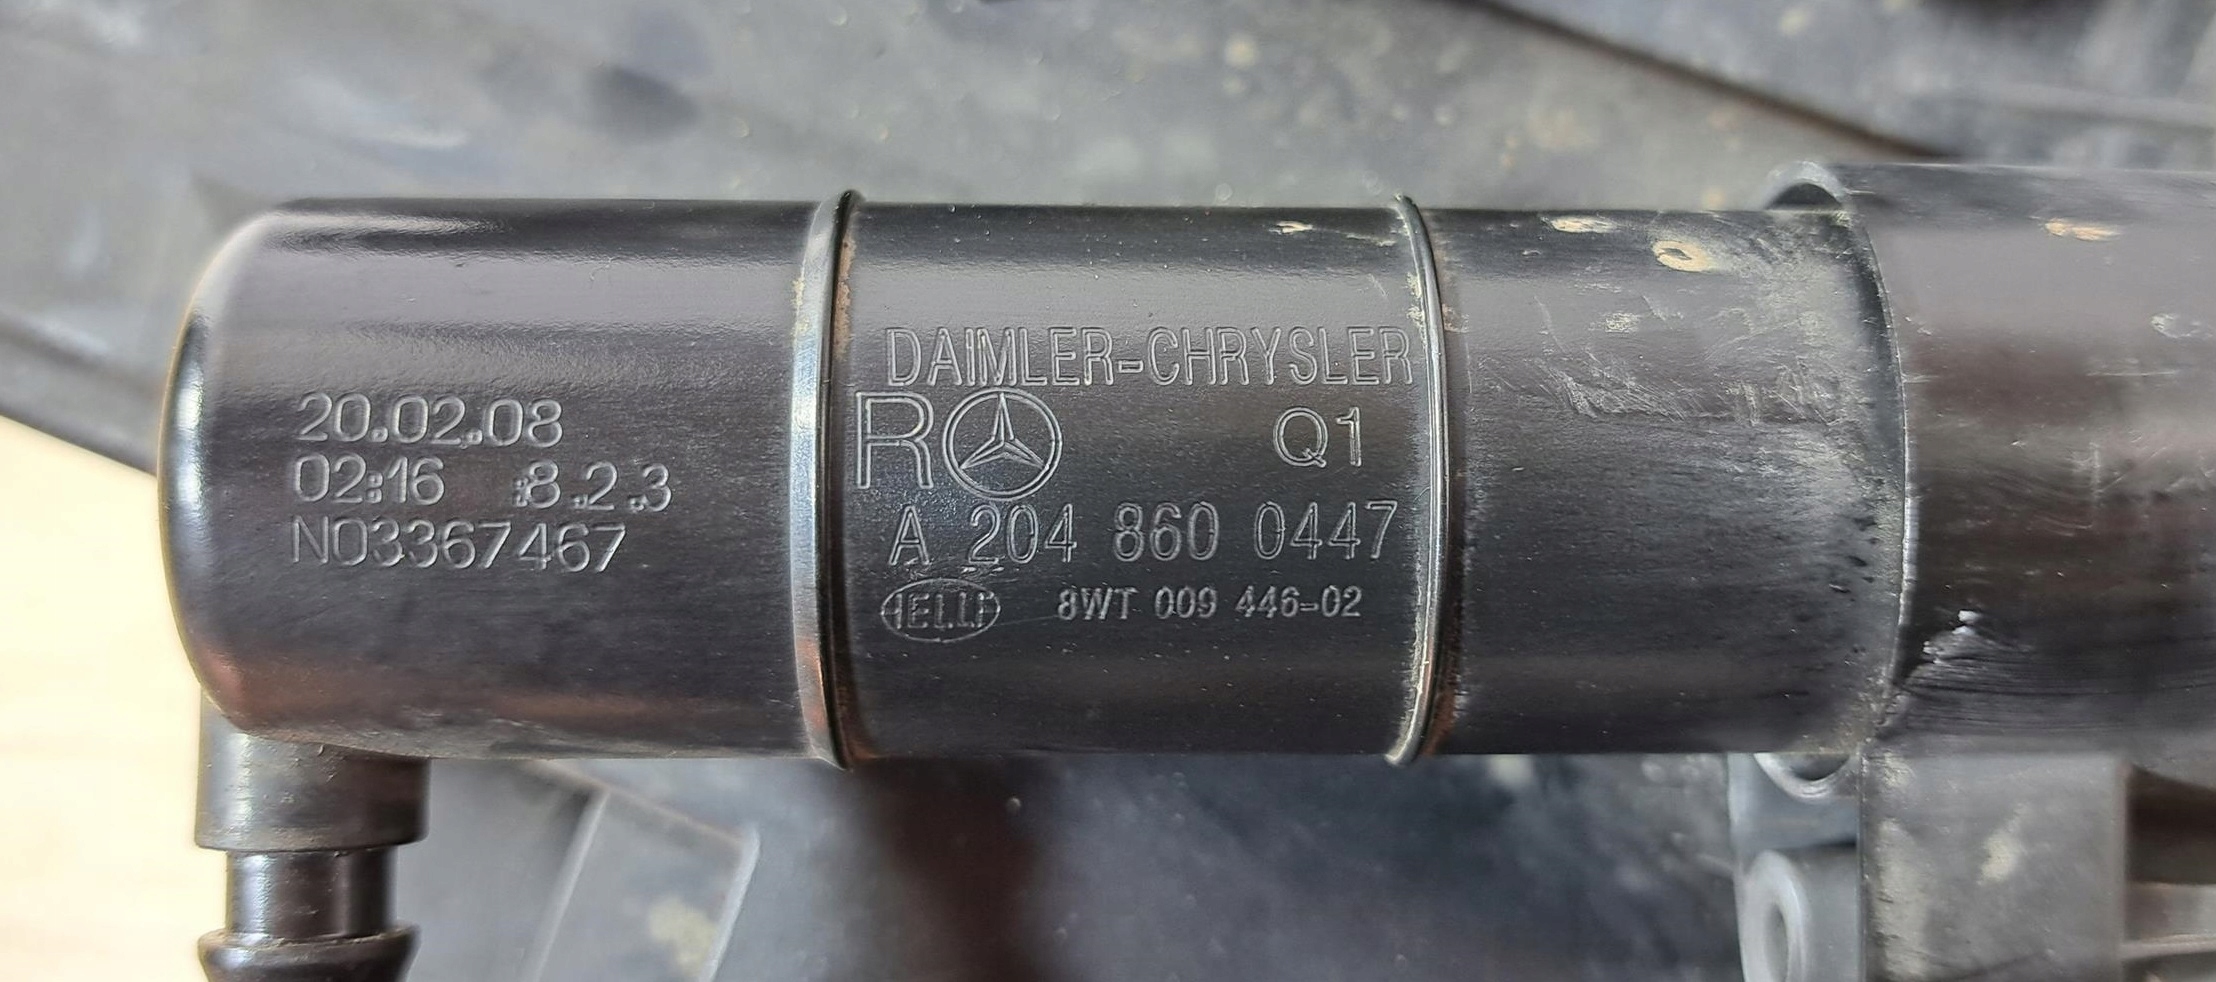 20.02.08
02:16 :8.2.3
N03367467
DAIMLER-CHRYSLER
R Q1
A 204 860 0447
HELLA 8WT 009 446-02